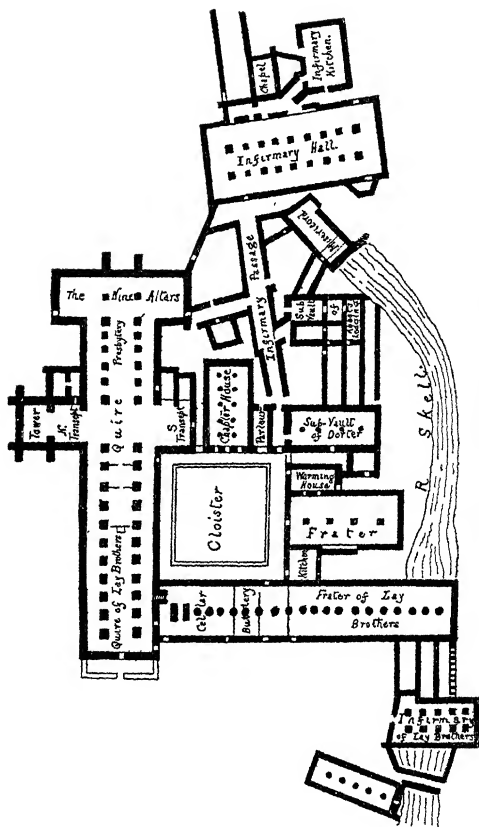 Infirmary
Kitchen.
Chapel
Infirmary Hall
Misericord
Infirmary Passage
The Nine Altars
Presbytery
Sub-
Vault
of
Tower
N. Transept
Quire
S Transept
Chapter House
Parlour
Sub-Vault
of Dorter
R Skell
Cloister
Warming
House
Frater
Kitchen
Quire of Lay Brothers
Cellar
Buttery
Frater of Lay
Brothers
Infirmary
of Lay Brothers